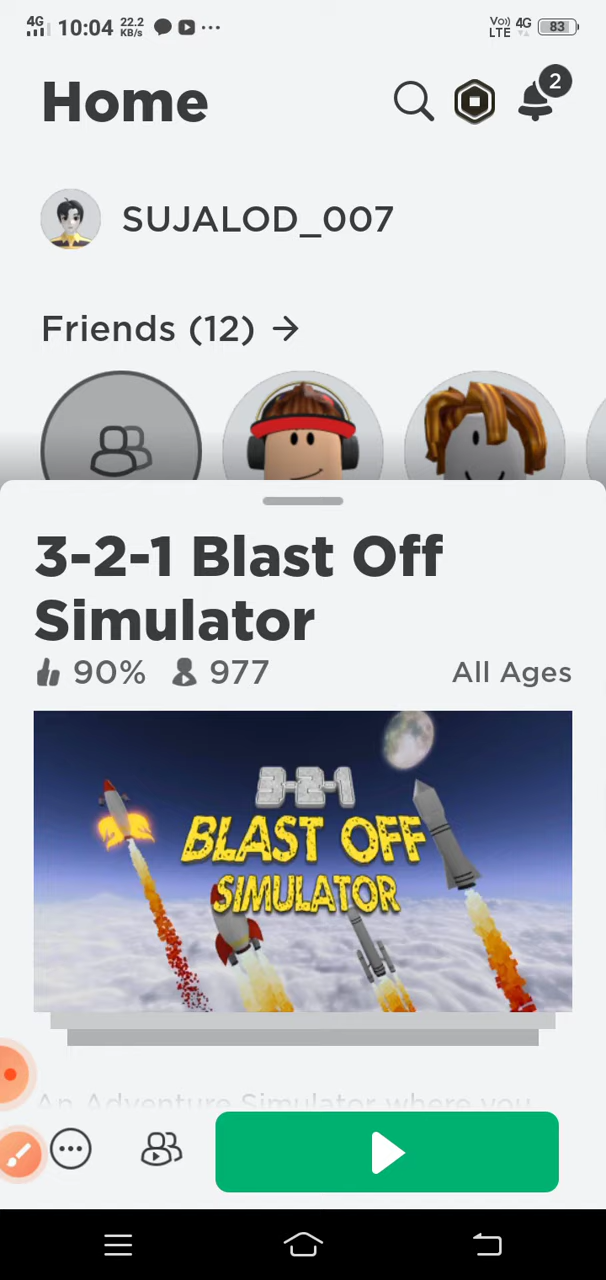 4G 10:04 22.2 KB/s ··· Vo)) LTE 4G 83
Home 2
SUJALOD_007
Friends (12) →
3-2-1 Blast Off
Simulator
90% 977 All Ages
3-2-1
BLAST OFF
SIMULATOR
An Adventure Simulator where you